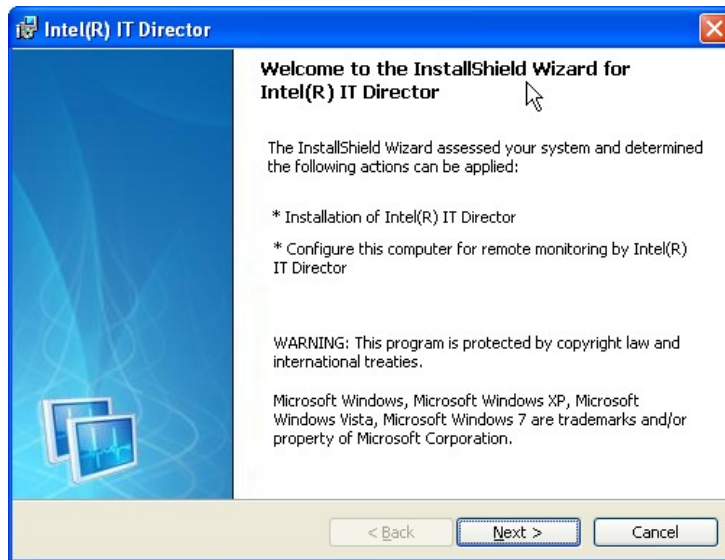 Intel(R) IT Director
Welcome to the InstallShield Wizard for
Intel(R) IT Director
The InstallShield Wizard assessed your system and determined
the following actions can be applied:
* Installation of Intel(R) IT Director
* Configure this computer for remote monitoring by Intel(R)
IT Director
WARNING: This program is protected by copyright law and
international treaties.
Microsoft Windows, Microsoft Windows XP, Microsoft
Windows Vista, Microsoft Windows 7 are trademarks and/or
property of Microsoft Corporation.
< Back
Next >
Cancel